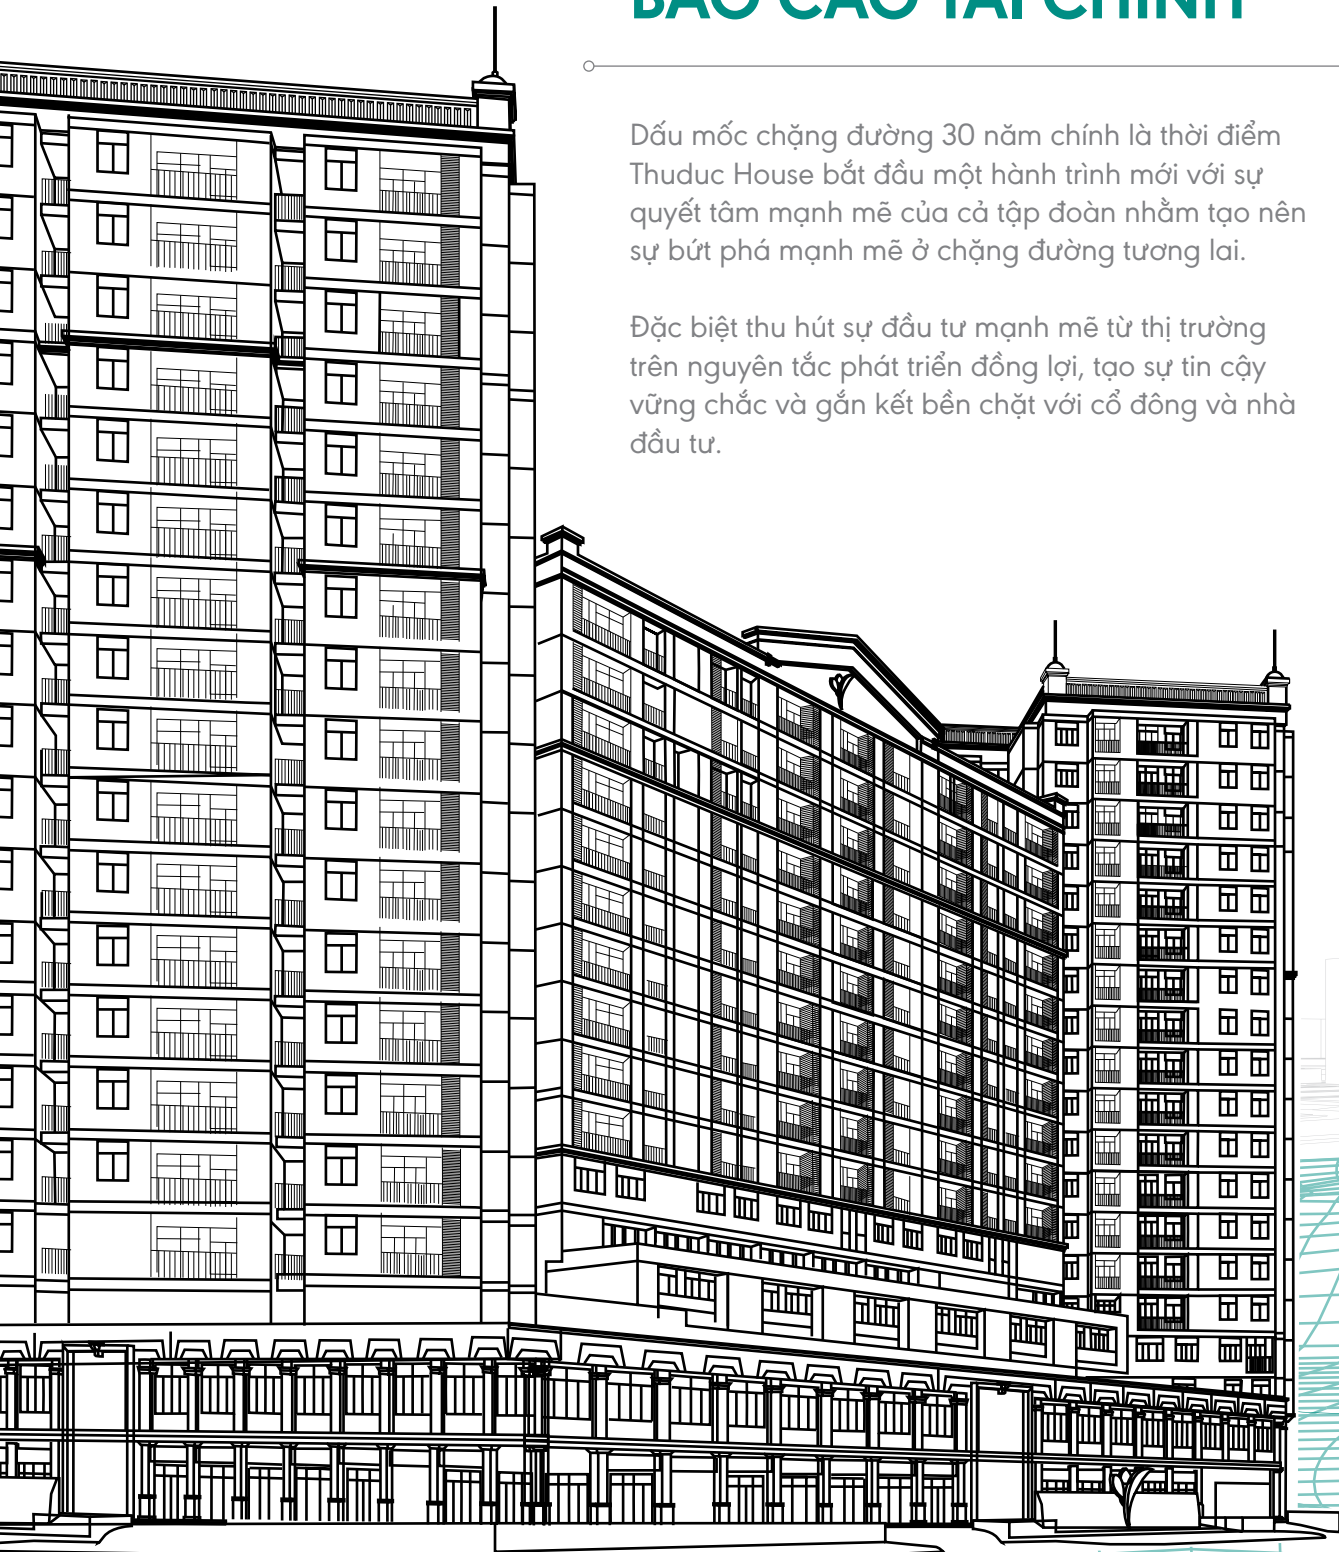 BÁO CÁO TÀI CHÍNH
Dấu mốc chặng đường 30 năm chính là thời điểm
Thuduc House bắt đầu một hành trình mới với sự
quyết tâm mạnh mẽ của cả tập đoàn nhằm tạo nên
sự bứt phá mạnh mẽ ở chặng đường tương lai.
Đặc biệt thu hút sự đầu tư mạnh mẽ từ thị trường
trên nguyên tắc phát triển đồng lợi, tạo sự tin cậy
vững chắc và gắn kết bền chặt với cổ đông và nhà
đầu tư.